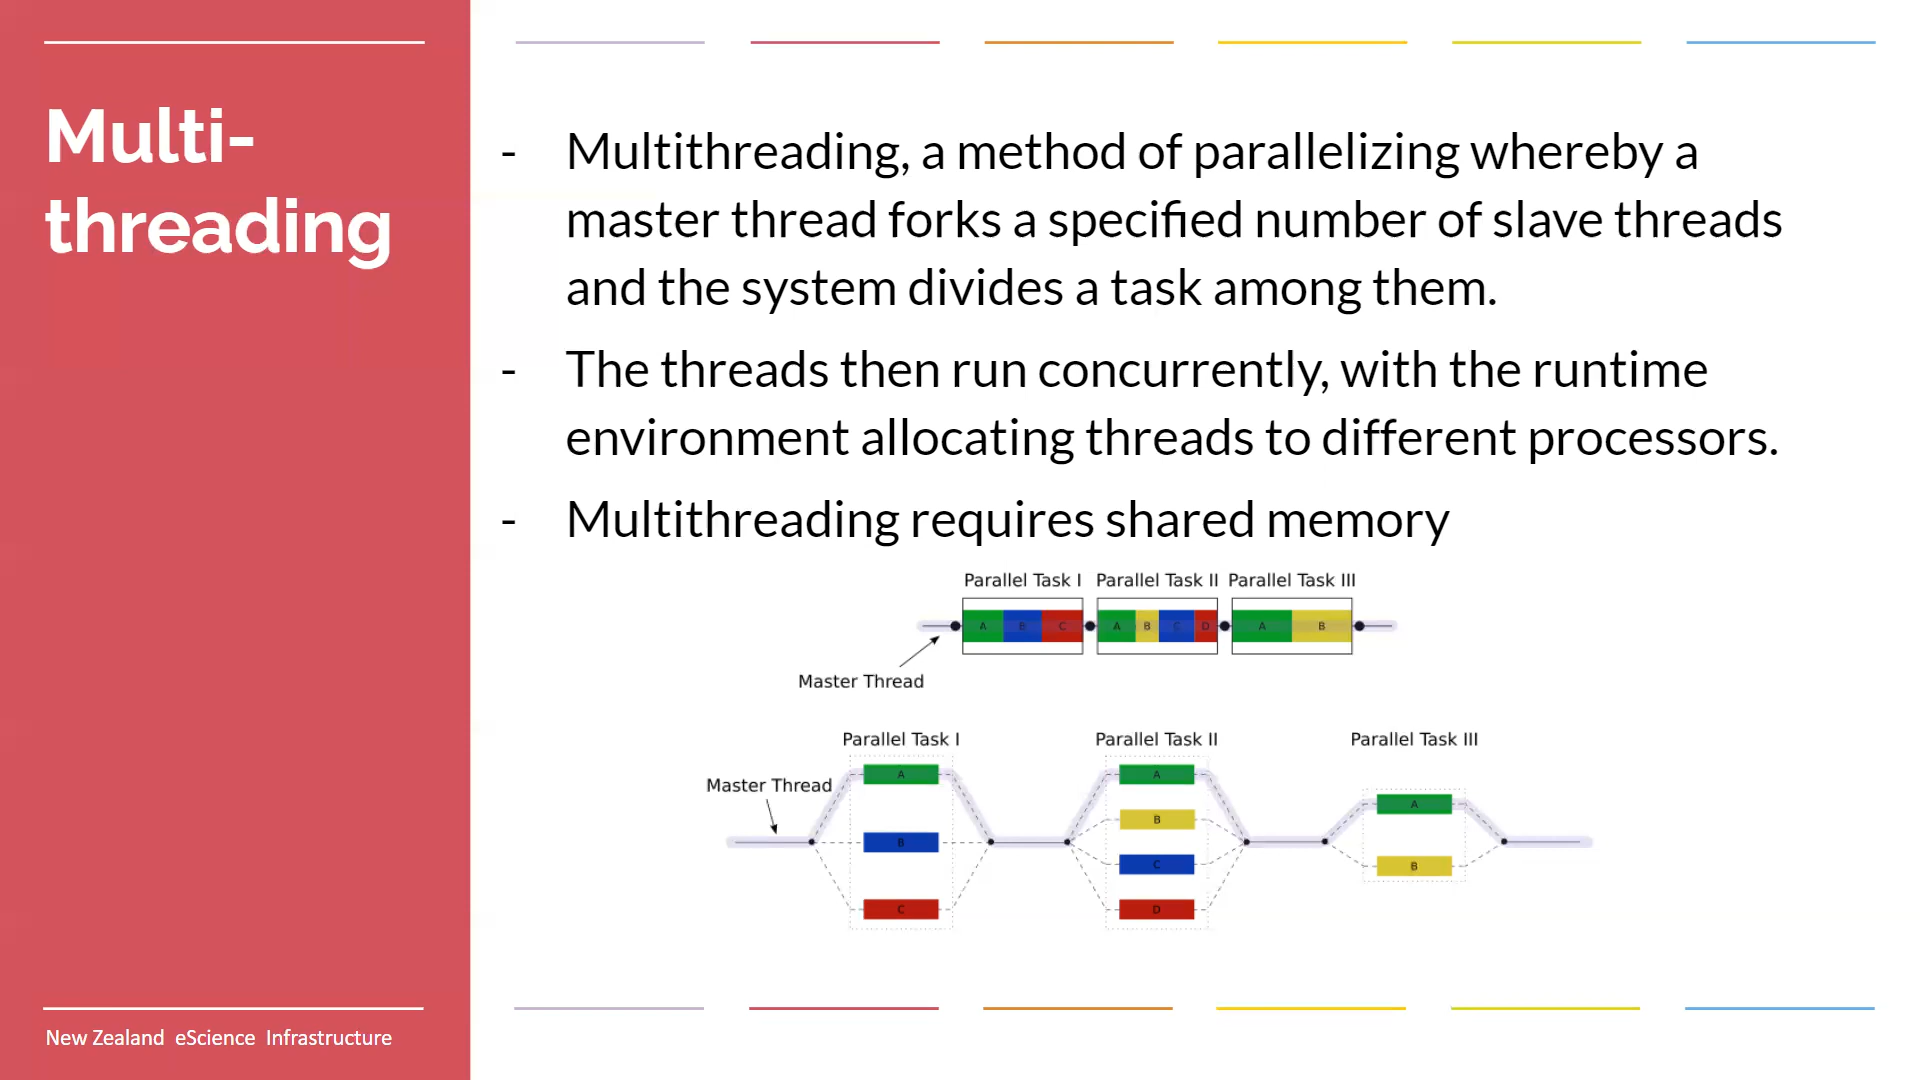 Multi-
threading
- Multithreading, a method of parallelizing whereby a
master thread forks a specified number of slave threads
and the system divides a task among them.
- The threads then run concurrently, with the runtime
environment allocating threads to different processors.
- Multithreading requires shared memory
Parallel Task I Parallel Task II Parallel Task III
A B C A B C D A B
Master Thread
Parallel Task I Parallel Task II Parallel Task III
Master Thread
A A A
B B
B C B
C D
New Zealand eScience Infrastructure